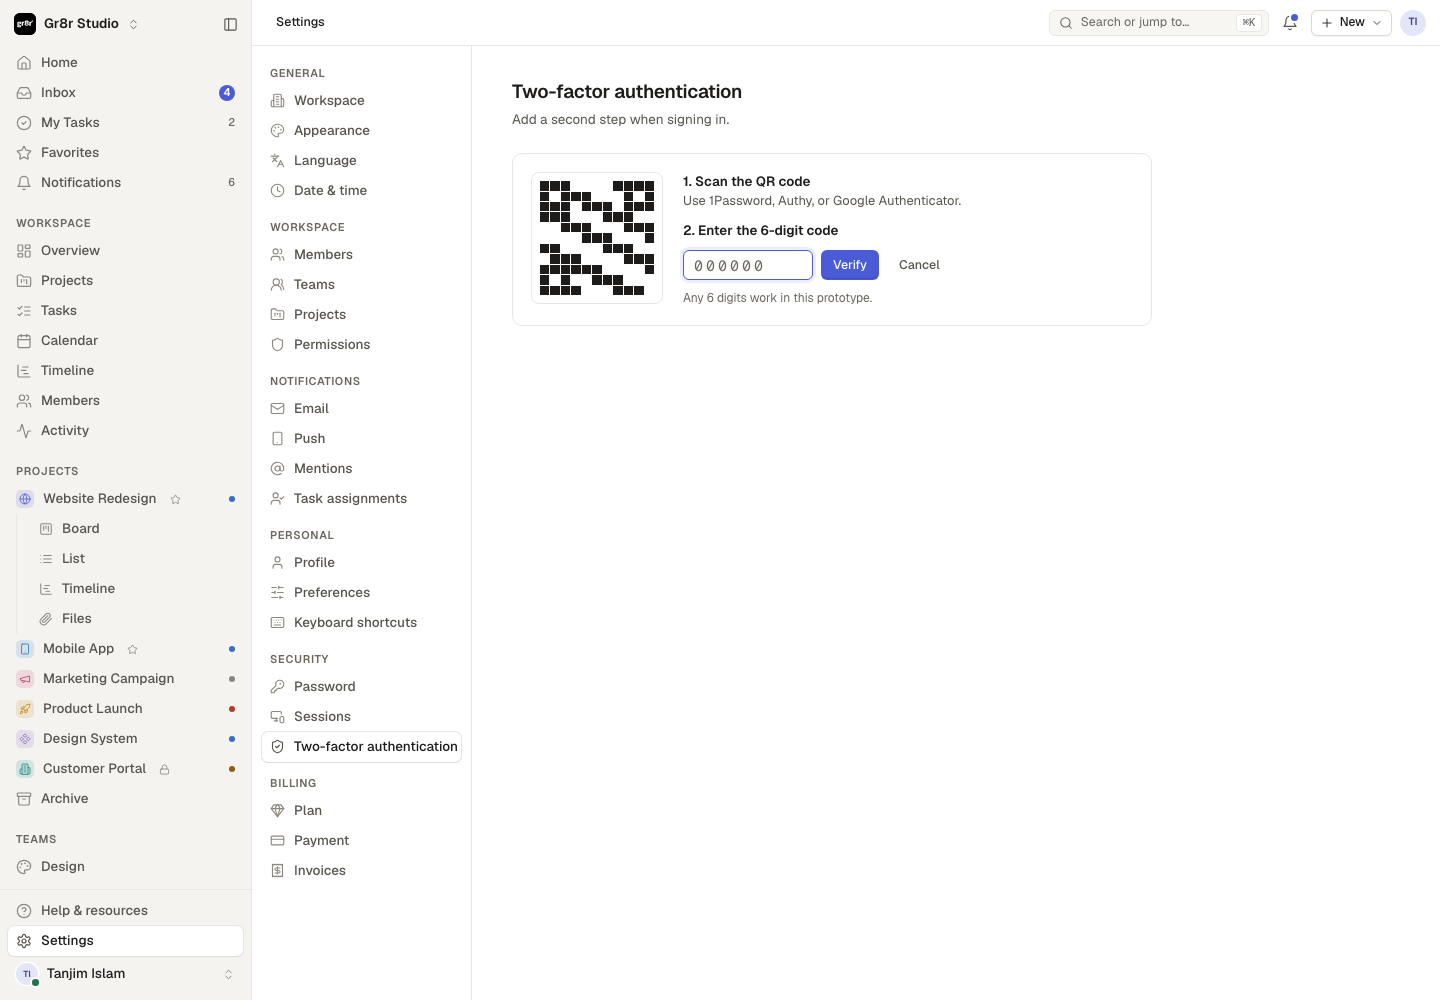 gr8r
Gr8r Studio
Home
Inbox 4
My Tasks 2
Favorites
Notifications 6
WORKSPACE
Overview
Projects
Tasks
Calendar
Timeline
Members
Activity
PROJECTS
Website Redesign
Board
List
Timeline
Files
Mobile App
Marketing Campaign
Product Launch
Design System
Customer Portal
Archive
TEAMS
Design
Help & resources
Settings
TI Tanjim Islam
Settings
Search or jump to... ⌘K
New
TI
GENERAL
Workspace
Appearance
Language
Date & time
WORKSPACE
Members
Teams
Projects
Permissions
NOTIFICATIONS
Email
Push
Mentions
Task assignments
PERSONAL
Profile
Preferences
Keyboard shortcuts
SECURITY
Password
Sessions
Two-factor authentication
BILLING
Plan
Payment
Invoices
Two-factor authentication
Add a second step when signing in.
1. Scan the QR code
Use 1Password, Authy, or Google Authenticator.
2. Enter the 6-digit code
000000 Verify Cancel
Any 6 digits work in this prototype.